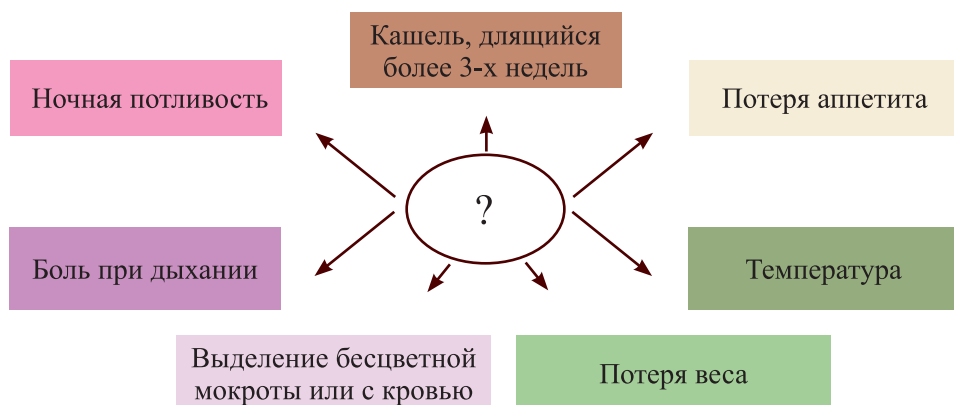 Кашель, длящийся
более 3-х недель
Ночная потливость
Потеря аппетита
?
Боль при дыхании
Температура
Выделение бесцветной
мокроты или с кровью
Потеря веса